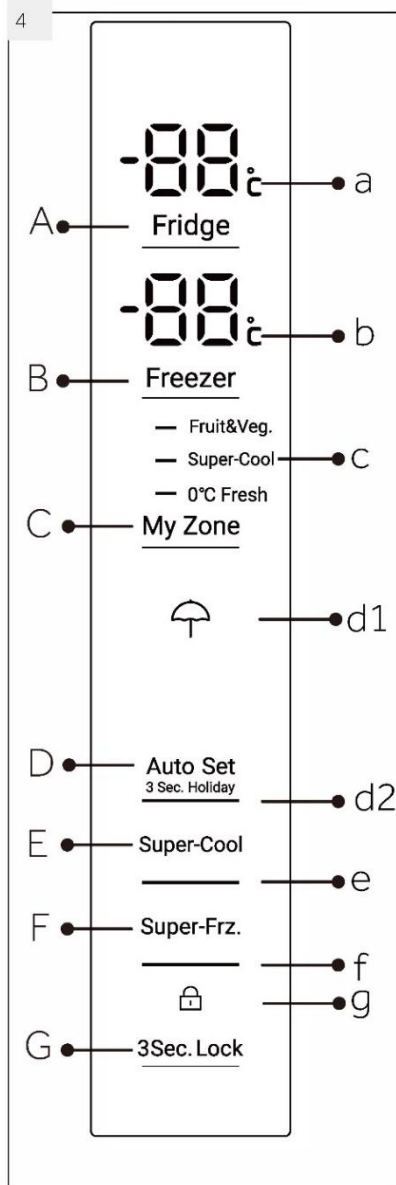 4
-88°c a
A Fridge
-88°c b
B Freezer
Fruit&Veg.
Super-Cool c
0°C Fresh
C My Zone
d1
D Auto Set
3 Sec. Holiday
d2
E Super-Cool
e
F Super-Frz.
f
g
G 3Sec. Lock